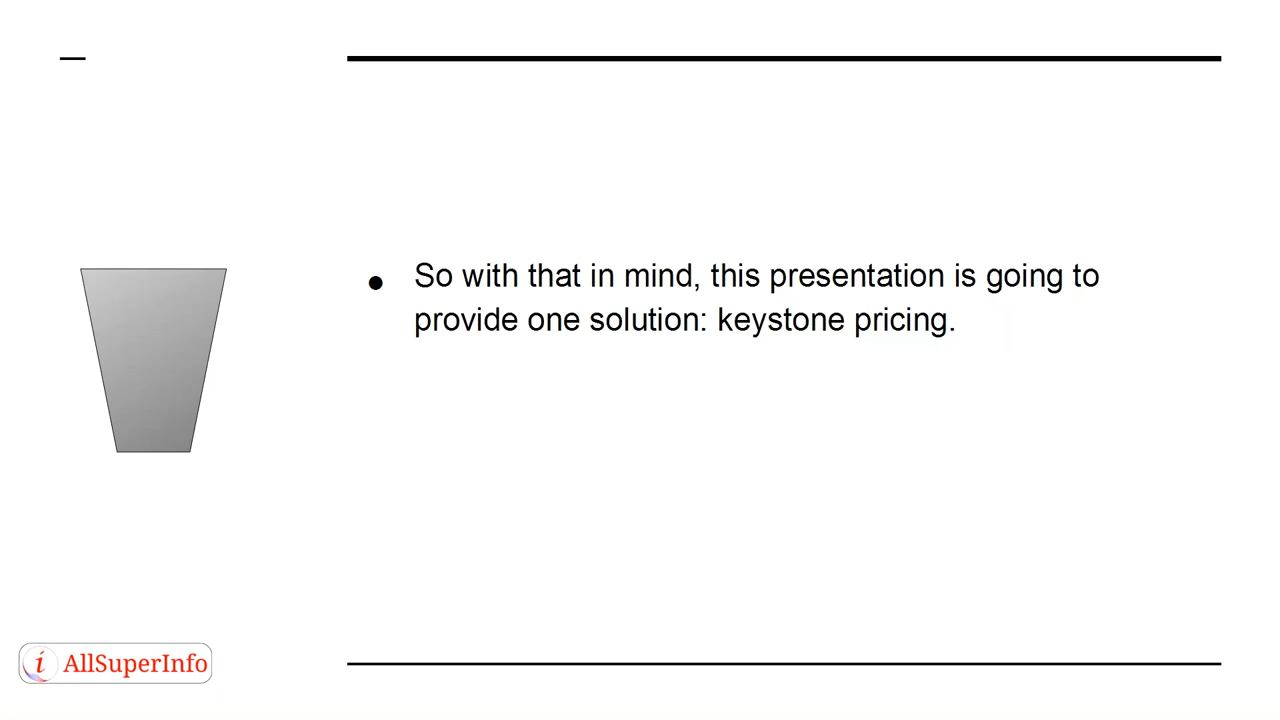 So with that in mind, this presentation is going to
provide one solution: keystone pricing.
i AllSuperInfo